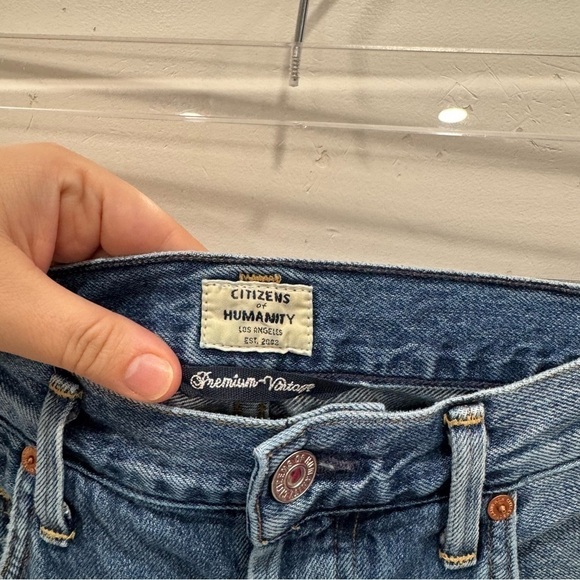 CITIZENS
of
HUMANITY
LOS ANGELES
EST. 2003
Premium Vintage